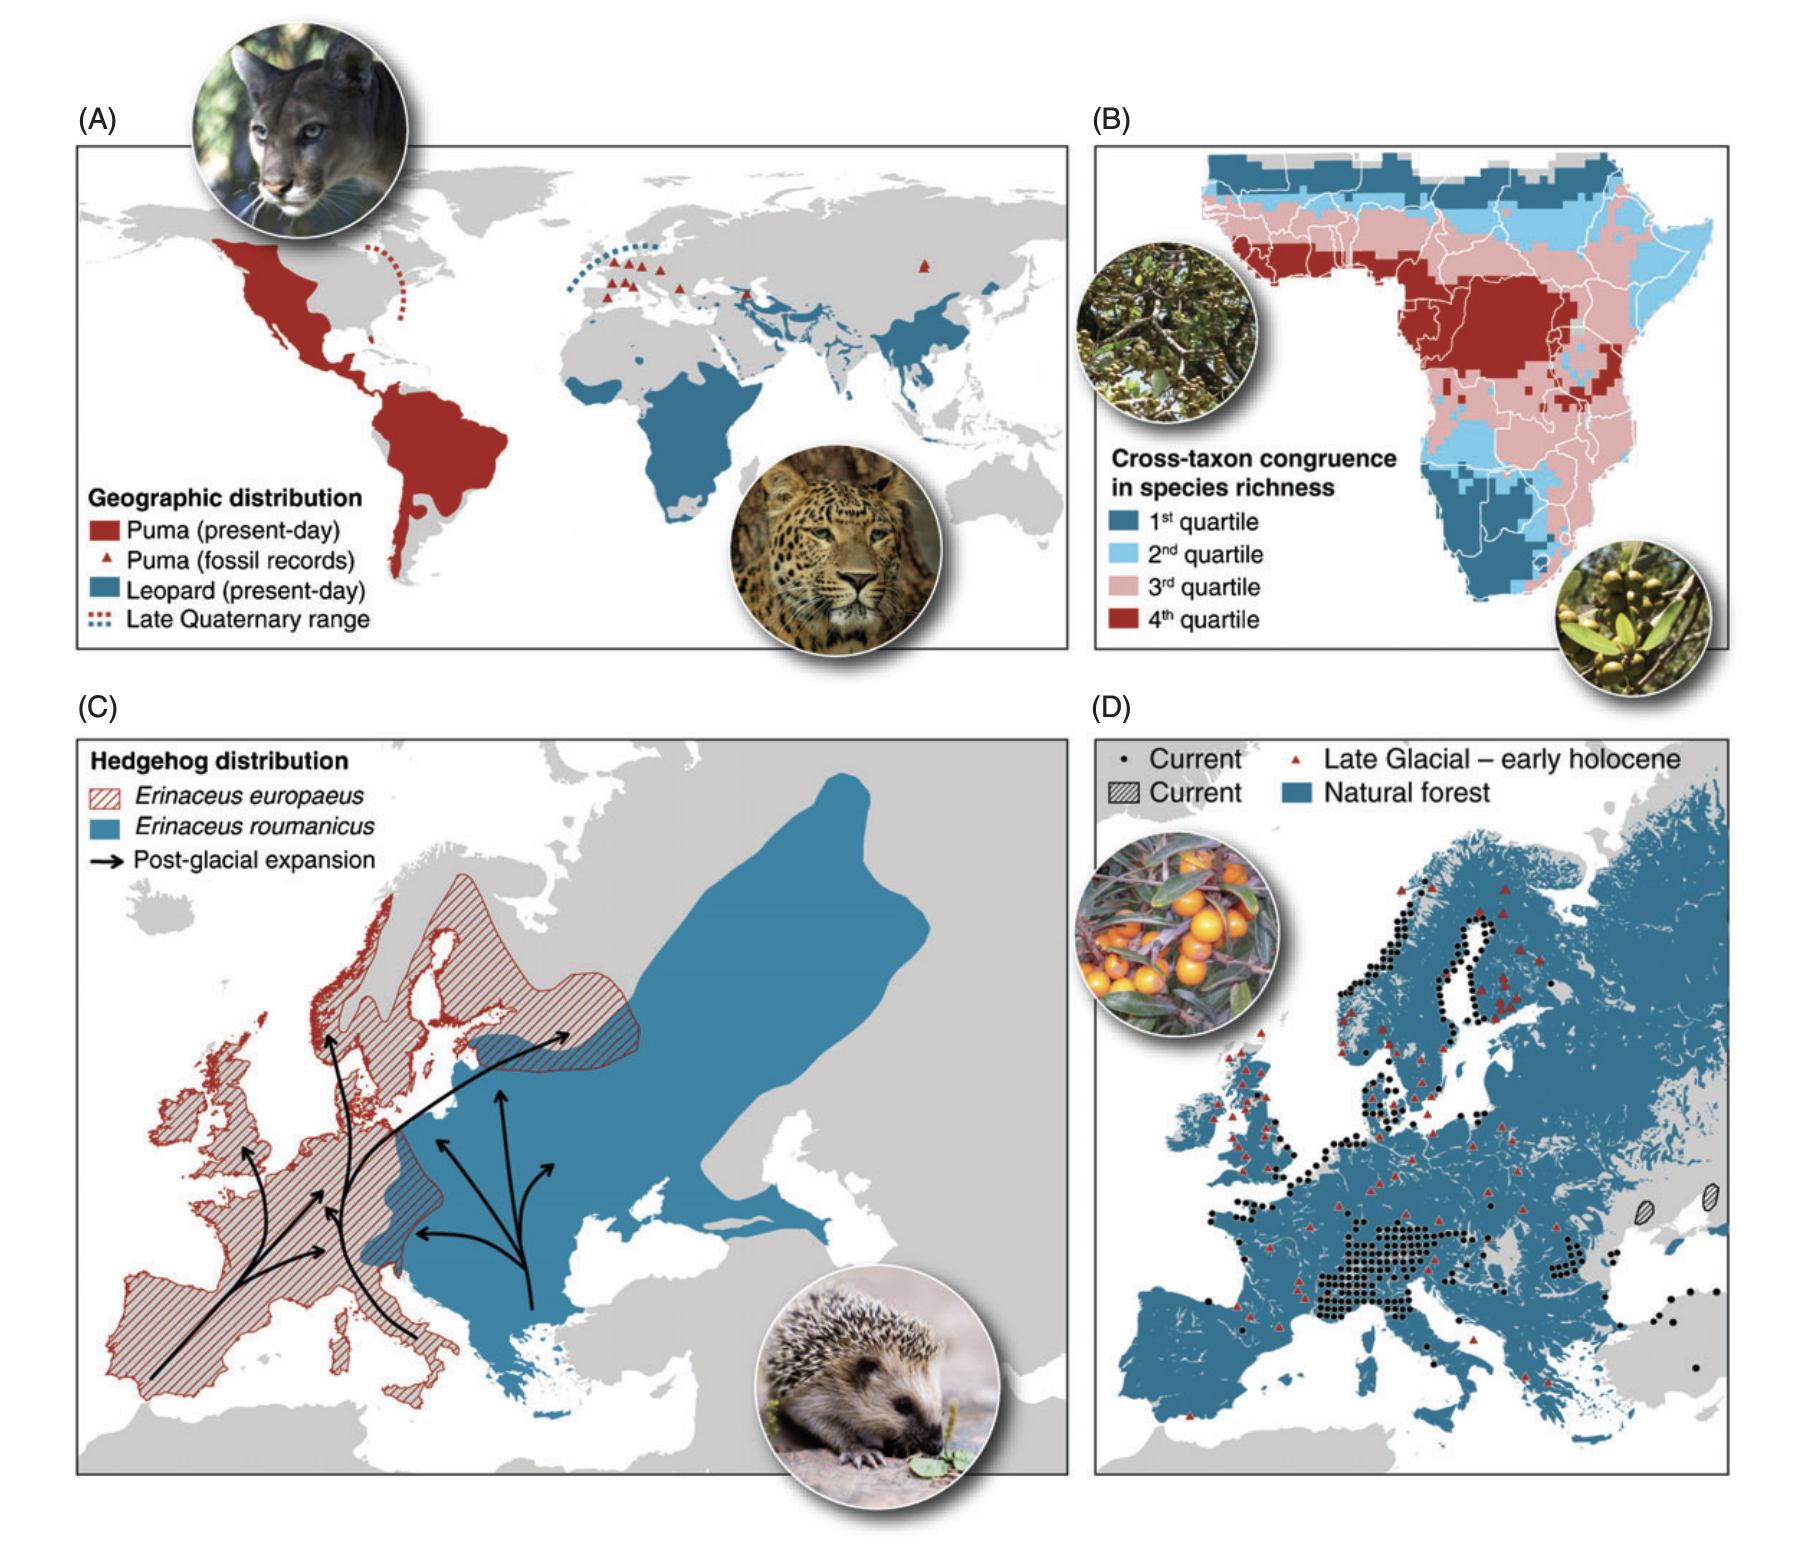 (A)
Geographic distribution
Puma (present-day)
Puma (fossil records)
Leopard (present-day)
Late Quaternary range
(B)
Cross-taxon congruence
in species richness
1st quartile
2nd quartile
3rd quartile
4th quartile
(C)
Hedgehog distribution
Erinaceus europaeus
Erinaceus roumanicus
Post-glacial expansion
(D)
Current
Late Glacial – early holocene
Current
Natural forest